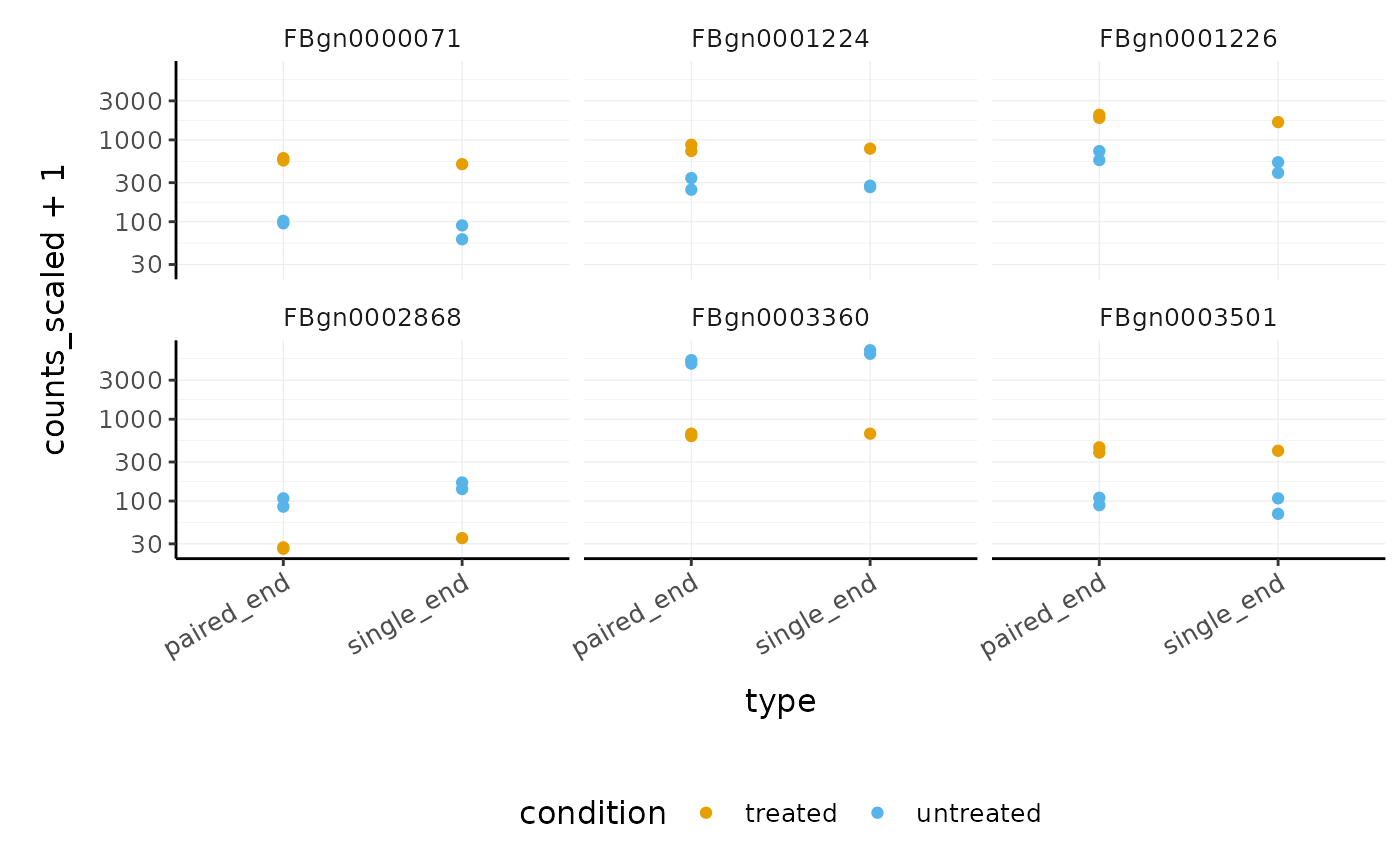 FBgn0000071 FBgn0001224 FBgn0001226
3000
1000
300
100
30
FBgn0002868 FBgn0003360 FBgn0003501
3000
1000
300
100
30
counts_scaled + 1
paired_end single_end paired_end single_end paired_end single_end
type
condition treated untreated